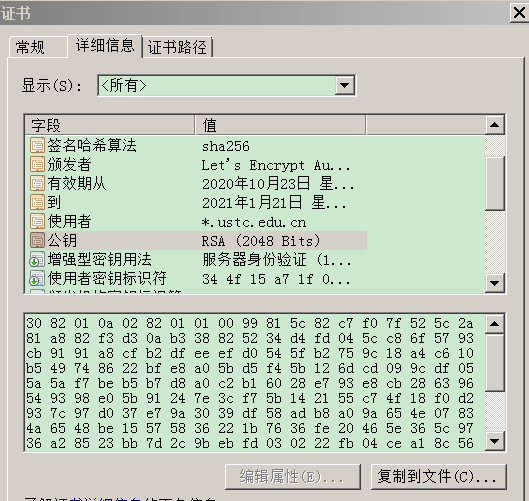 证书
常规 详细信息 证书路径
显示(S): <所有>
字段 值
签名哈希算法 sha256
颁发者 Let's Encrypt Au...
有效期从 2020年10月23日 星...
到 2021年1月21日 星...
使用者 *.ustc.edu.cn
公钥 RSA (2048 Bits)
增强型密钥用法 服务器身份验证 (1...
使用者密钥标识符 34 4f 15 a7 1f 0...
30 82 01 0a 02 82 01 01 00 99 81 5c 82 c7 f0 7f 52 5c 2a
81 a8 82 f3 d3 0a b3 38 82 52 34 d4 fd 04 5c c8 6f 57 93
cb 91 91 a8 cf b2 df ee ef d0 54 5f b2 75 9c 18 a4 c6 10
b5 49 74 86 22 bf e8 a0 5b d5 f4 5b 12 6d cd 09 9c df 05
5a 5a f7 be b5 b7 d8 a0 c2 b1 60 28 e7 93 e8 cb 28 63 96
54 93 98 e0 5b 91 24 7e 3c f7 5b 14 21 55 c7 4f 18 f0 d2
93 7c 97 d0 37 e7 9a 30 39 df 58 ad b8 a0 9a 65 4e 07 83
4a 65 48 be 15 57 58 36 22 1b 76 36 fe 20 46 5e 36 5c 97
36 a2 85 23 bb 7d 2c 9b eb fd 03 02 22 fb 04 ce a1 8c 56
编辑属性(E)... 复制到文件(C)...